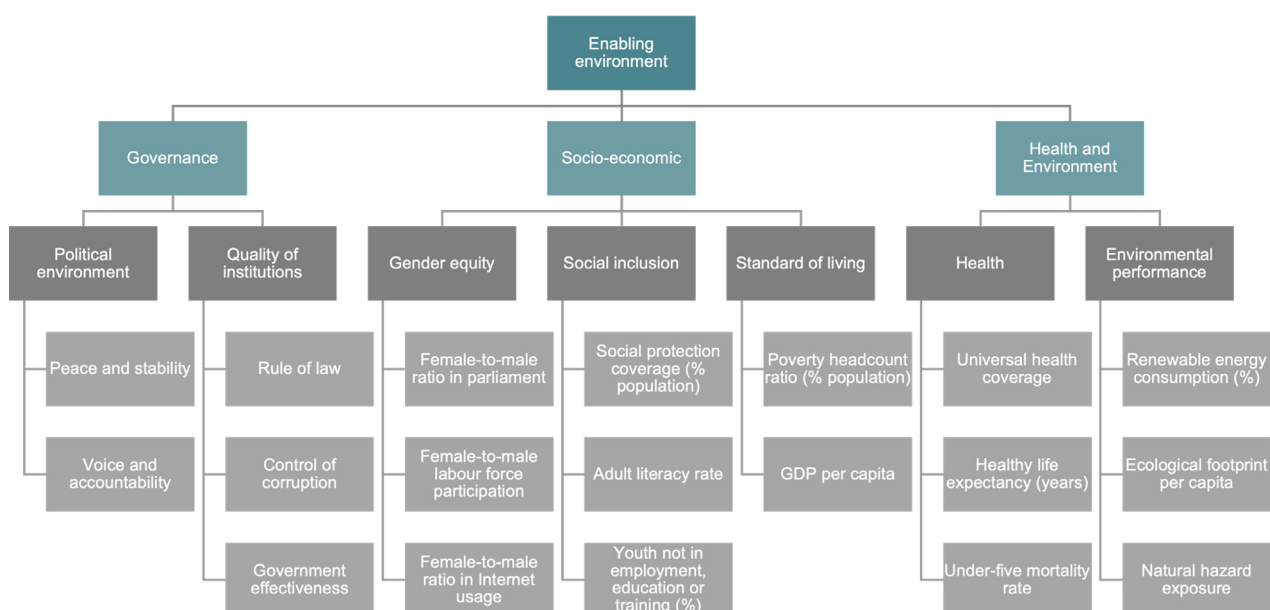 Enabling
environment
Governance
Socio-economic
Health and
Environment
Political
environment
Quality of
institutions
Gender equity
Social inclusion
Standard of living
Health
Environmental
performance
Peace and stability
Rule of law
Female-to-male
ratio in parliament
Social protection
coverage (%
population)
Poverty headcount
ratio (% population)
Universal health
coverage
Renewable energy
consumption (%)
Voice and
accountability
Control of
corruption
Female-to-male
labour force
participation
Adult literacy rate
GDP per capita
Healthy life
expectancy (years)
Ecological footprint
per capita
Government
effectiveness
Female-to-male
ratio in Internet
usage
Youth not in
employment,
education or
training (%)
Under-five mortality
rate
Natural hazard
exposure